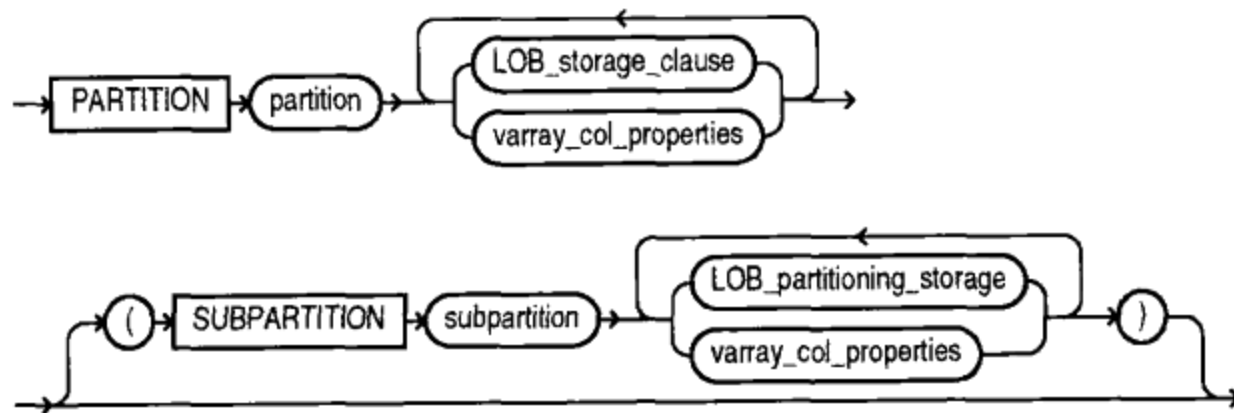 LOB_storage_clause
PARTITION partition
varray_col_properties
LOB_partitioning_storage
( SUBPARTITION subpartition )
varray_col_properties